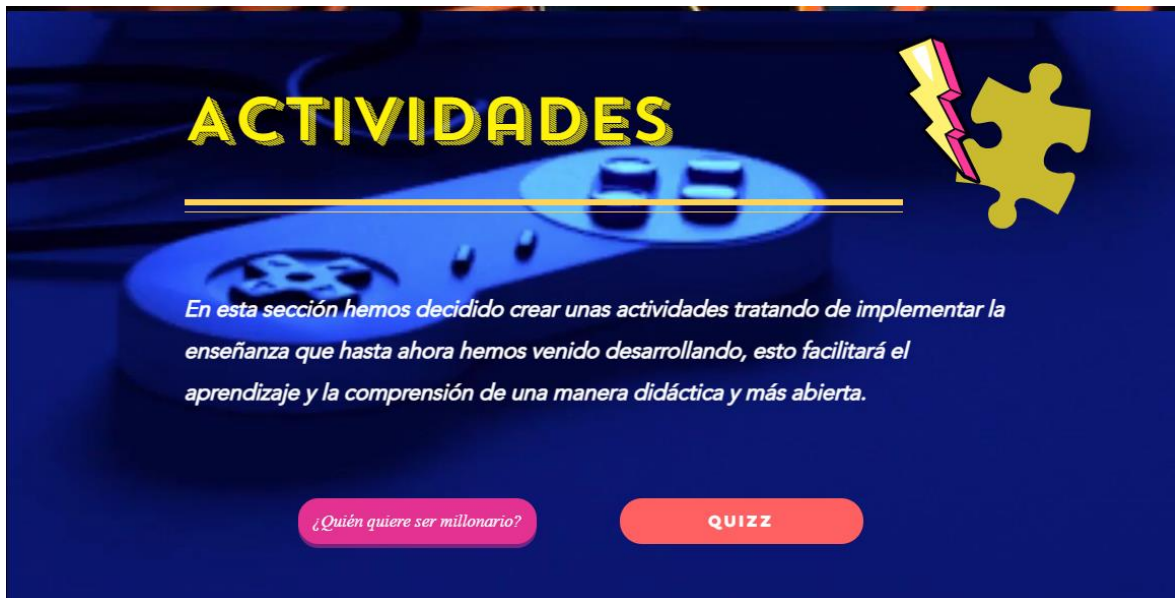 ACTIVIDADES
En esta sección hemos decidido crear unas actividades tratando de implementar la
enseñanza que hasta ahora hemos venido desarrollando, esto facilitará el
aprendizaje y la comprensión de una manera didáctica y más abierta.
¿Quién quiere ser millonario?
QUIZZ